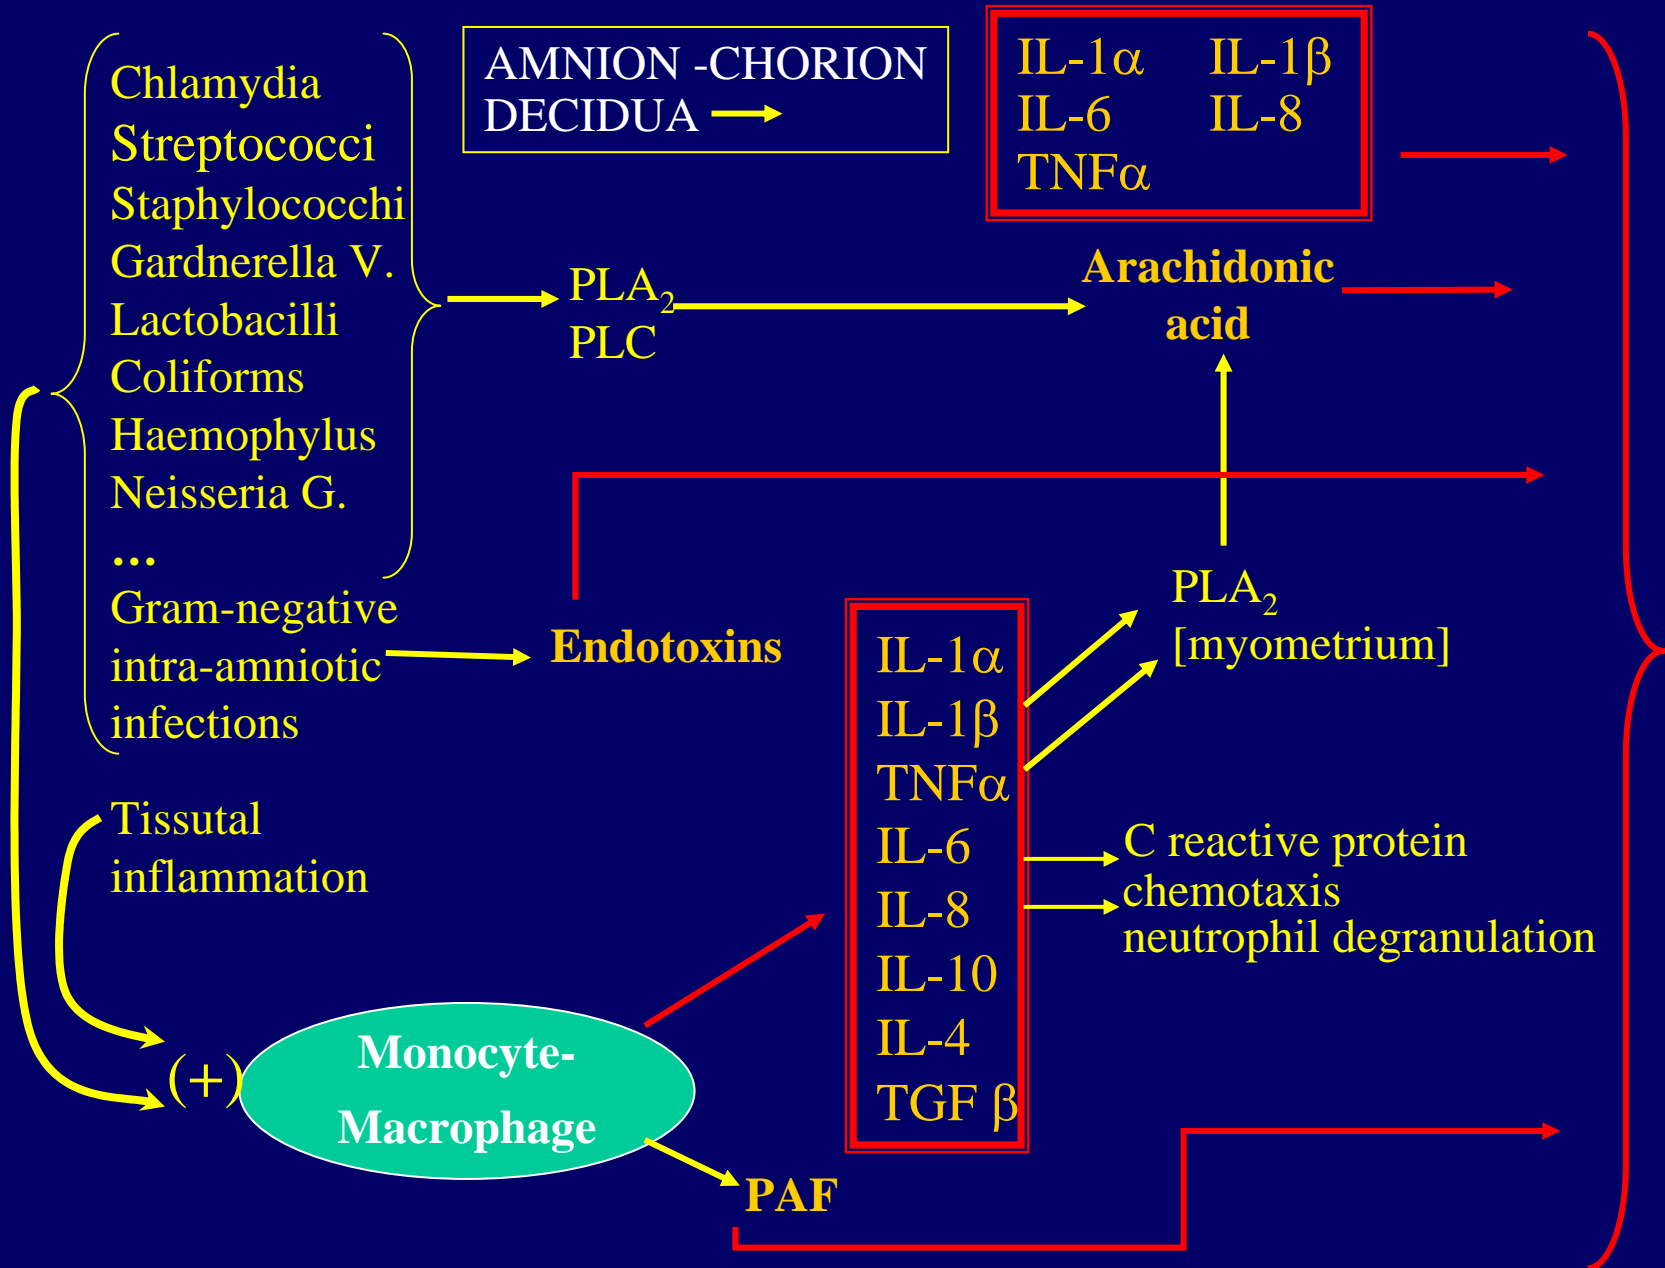 Chlamydia
Streptococci
Staphylococchi
Gardnerella V.
Lactobacilli
Coliforms
Haemophylus
Neisseria G.
...
Gram-negative
intra-amniotic
infections
Tissutal
inflammation
AMNION -CHORION
DECIDUA
IL-1α IL-1β
IL-6 IL-8
TNFα
PLA₂
PLC
Arachidonic
acid
Endotoxins
PLA₂
[myometrium]
IL-1α
IL-1β
TNFα
IL-6
IL-8
IL-10
IL-4
TGF β
C reactive protein
chemotaxis
neutrophil degranulation
(+)
Monocyte-
Macrophage
PAF